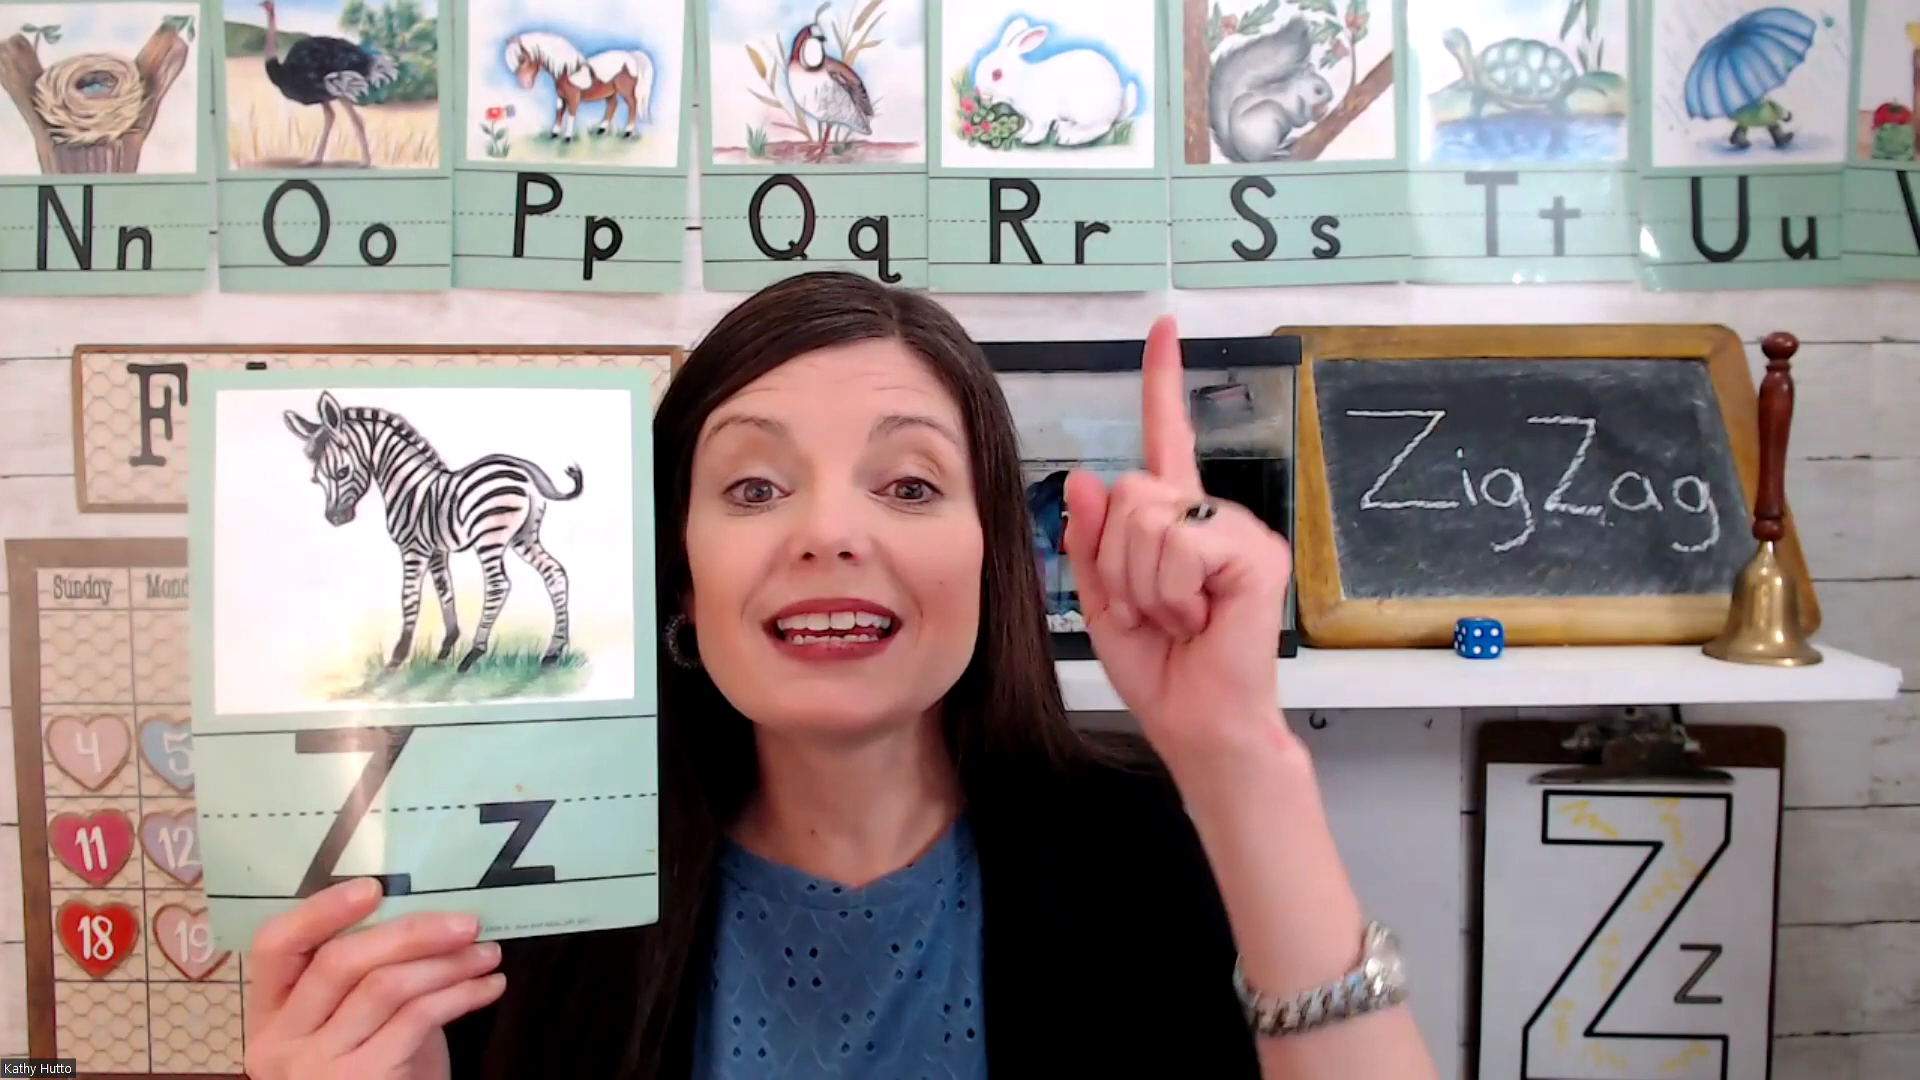 Nn
Oo
Pp
Qq
Rr
Ss
Tt
Uu
F
ZigZag
Zz
Sunday
4
5
11
12
18
19
Zz
Kathy Hutto